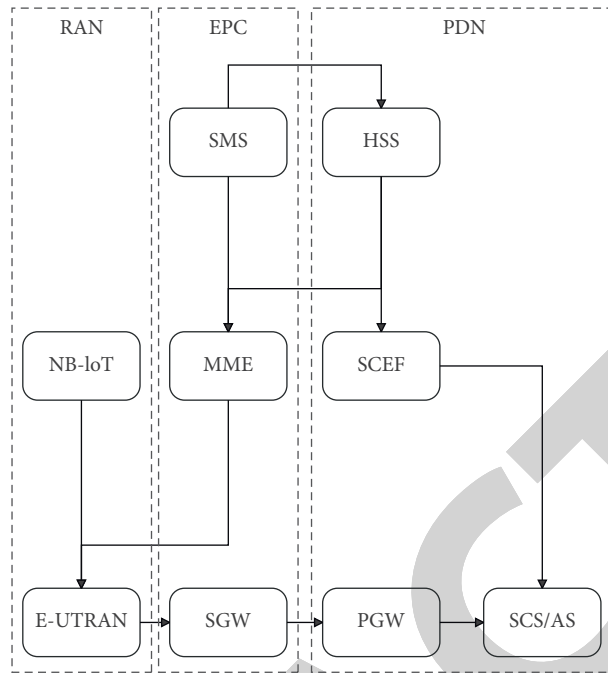 RAN
EPC
PDN
SMS
HSS
NB-loT
MME
SCEF
E-UTRAN
SGW
PGW
SCS/AS